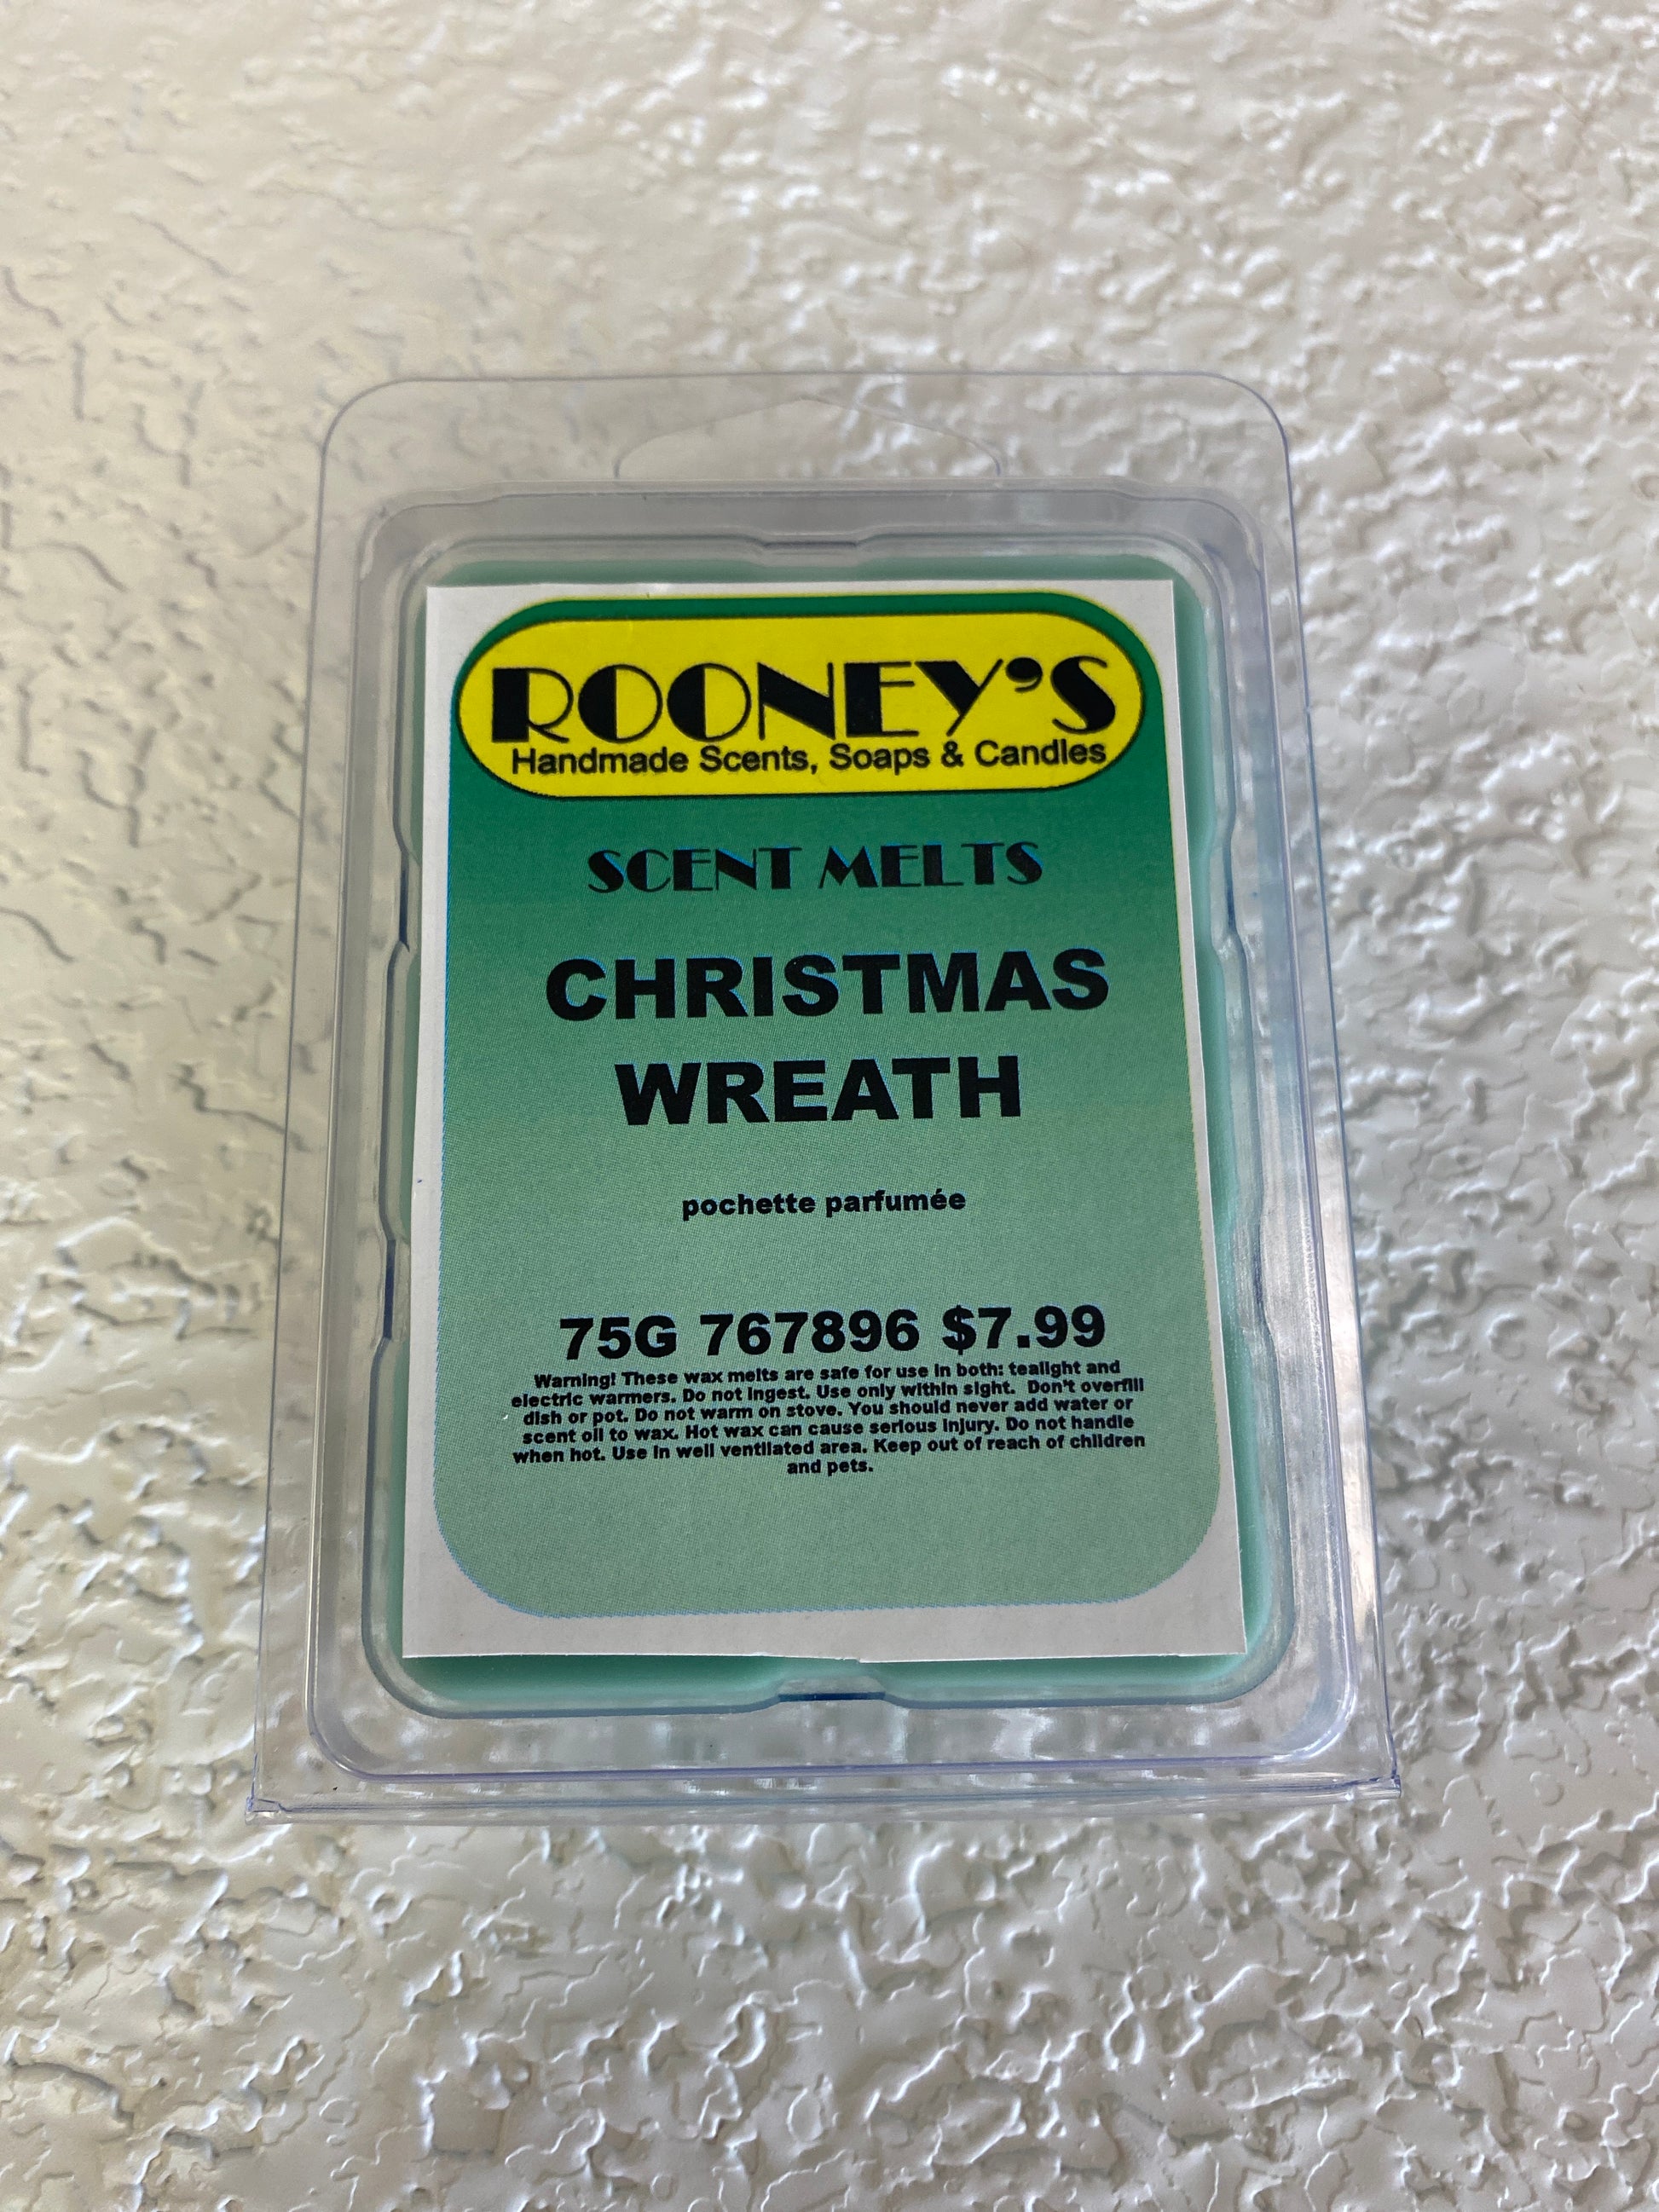 ROONEY'S
Handmade Scents, Soaps & Candles
SCENT MELTS
CHRISTMAS
WREATH
pochette parfumée
75G 767896 $7.99
Warning! These wax melts are safe for use in both: tealight and
electric warmers. Do not ingest. Use only within sight. Don't overfill
dish or pot. Do not warm on stove. You should never add water or
scent oil to wax. Hot wax can cause serious injury. Do not handle
when hot. Use in well ventilated area. Keep out of reach of children
and pets.